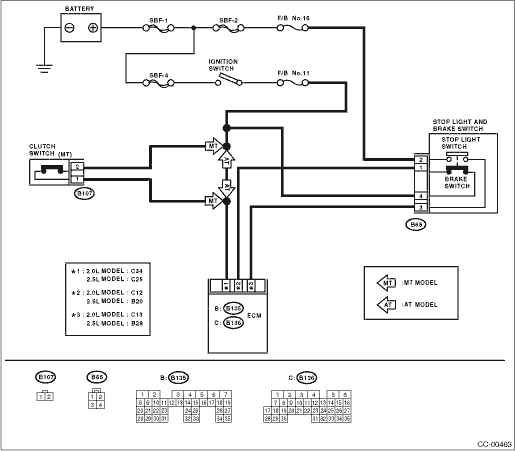 BATTERY
SBF-1
SBF-2
F/B No.16
SBF-4
IGNITION
SWITCH
F/B No.11
STOP LIGHT AND
BRAKE SWITCH
STOP LIGHT
SWITCH
BRAKE
SWITCH
2
1
4
3
B65
CLUTCH
SWITCH (MT)
2
1
B107
MT
AT
AT
MT
★1 : 2.0L MODEL : C34
2.5L MODEL : C25
★2 : 2.0L MODEL : C12
2.5L MODEL : B20
★3 : 2.0L MODEL : C13
2.5L MODEL : B28
★1 ★2 ★3
B: B135
C: B136
ECM
MT : MT MODEL
AT : AT MODEL
B107
1 2
B65
1 2
3 4
B: B135
1 2 3 4 5 6 7
8 9 10 11 12 13 14 15 16 17 18 19
20 21 22 23 24 25 26 27
28 29 30 31 32 33 34 35
C: B136
1 2 3 4 5 6
7 8 9 10 11 12 13 14 15 16
17 18 19 20 21 22 23 24 25 26 27
28 29 30 31 32 33 34 35
CC-00463